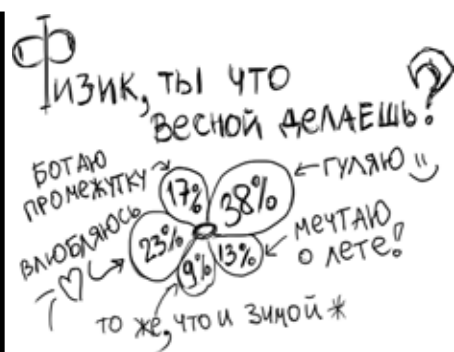 Физик, ты что
весной делаешь?
БОТАЮ
ПРОМЕЖУТКУ
17%
38%
ГУЛЯЮ
ВЛЮБЛЯЮСЬ
23%
9%
13%
МЕЧТАЮ
О ЛЕТЕ!
ТО ЖЕ, ЧТО И ЗИМОЙ*